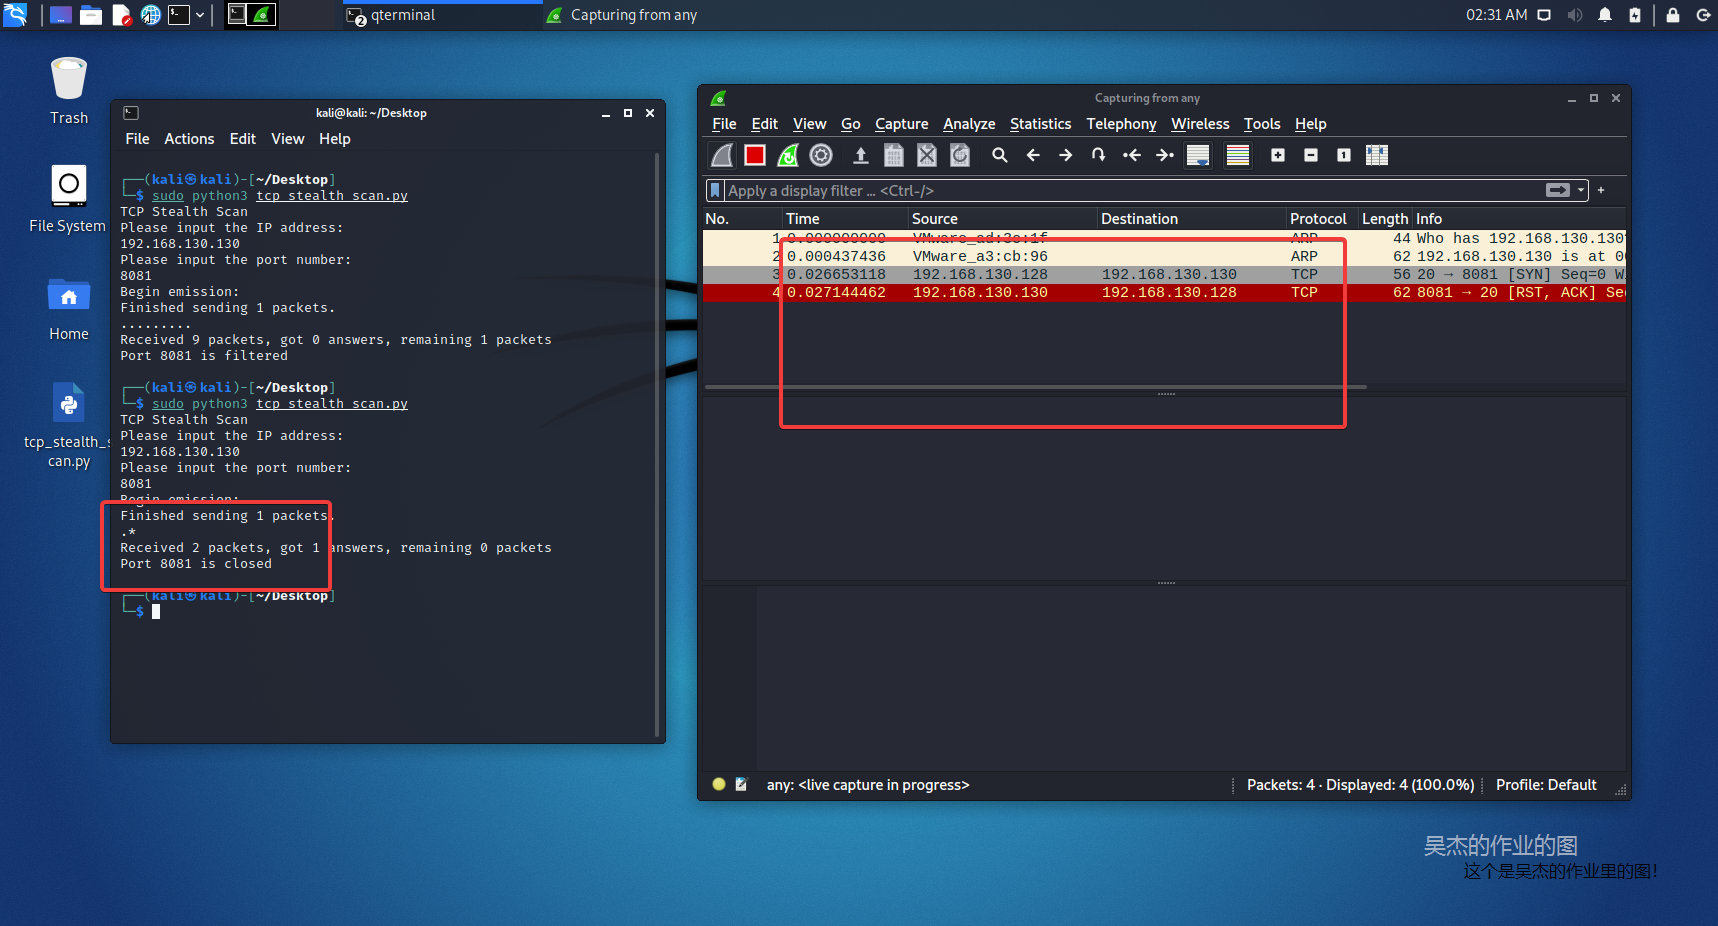 qterminal
Capturing from any
02:31 AM
Trash
File System
Home
tcp_stealth_s
can.py
kali@kali: ~/Desktop
File Actions Edit View Help
┌──(kali㉿kali)-[~/Desktop]
└─$ sudo python3 tcp_stealth_scan.py
TCP Stealth Scan
Please input the IP address:
192.168.130.130
Please input the port number:
8081
Begin emission:
Finished sending 1 packets.
.........
Received 9 packets, got 0 answers, remaining 1 packets
Port 8081 is filtered
┌──(kali㉿kali)-[~/Desktop]
└─$ sudo python3 tcp_stealth_scan.py
TCP Stealth Scan
Please input the IP address:
192.168.130.130
Please input the port number:
8081
Begin emission:
Finished sending 1 packets.
.*
Received 2 packets, got 1 answers, remaining 0 packets
Port 8081 is closed
┌──(kali㉿kali)-[~/Desktop]
└─$
Capturing from any
File Edit View Go Capture Analyze Statistics Telephony Wireless Tools Help
Apply a display filter ... <Ctrl-/>
No. Time Source Destination Protocol Length Info
1 0.000000000 VMware_ad:3e:1f ARP 44 Who has 192.168.130.130?
2 0.000437436 VMware_a3:cb:96 ARP 62 192.168.130.130 is at
3 0.026653118 192.168.130.128 192.168.130.130 TCP 56 20 → 8081 [SYN] Seq=0
4 0.027144462 192.168.130.130 192.168.130.128 TCP 62 8081 → 20 [RST, ACK]
any: <live capture in progress>
Packets: 4 · Displayed: 4 (100.0%)
Profile: Default
吴杰的作业的图
这个是吴杰的作业里的图!